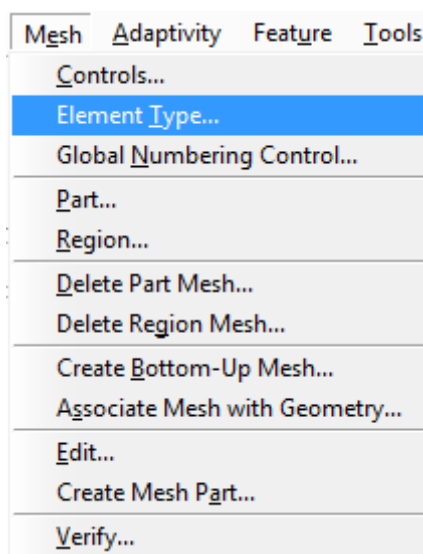 Mesh Adaptivity Feature Tools
Controls...
Element Type...
Global Numbering Control...
Part...
Region...
Delete Part Mesh...
Delete Region Mesh...
Create Bottom-Up Mesh...
Associate Mesh with Geometry...
Edit...
Create Mesh Part...
Verify...